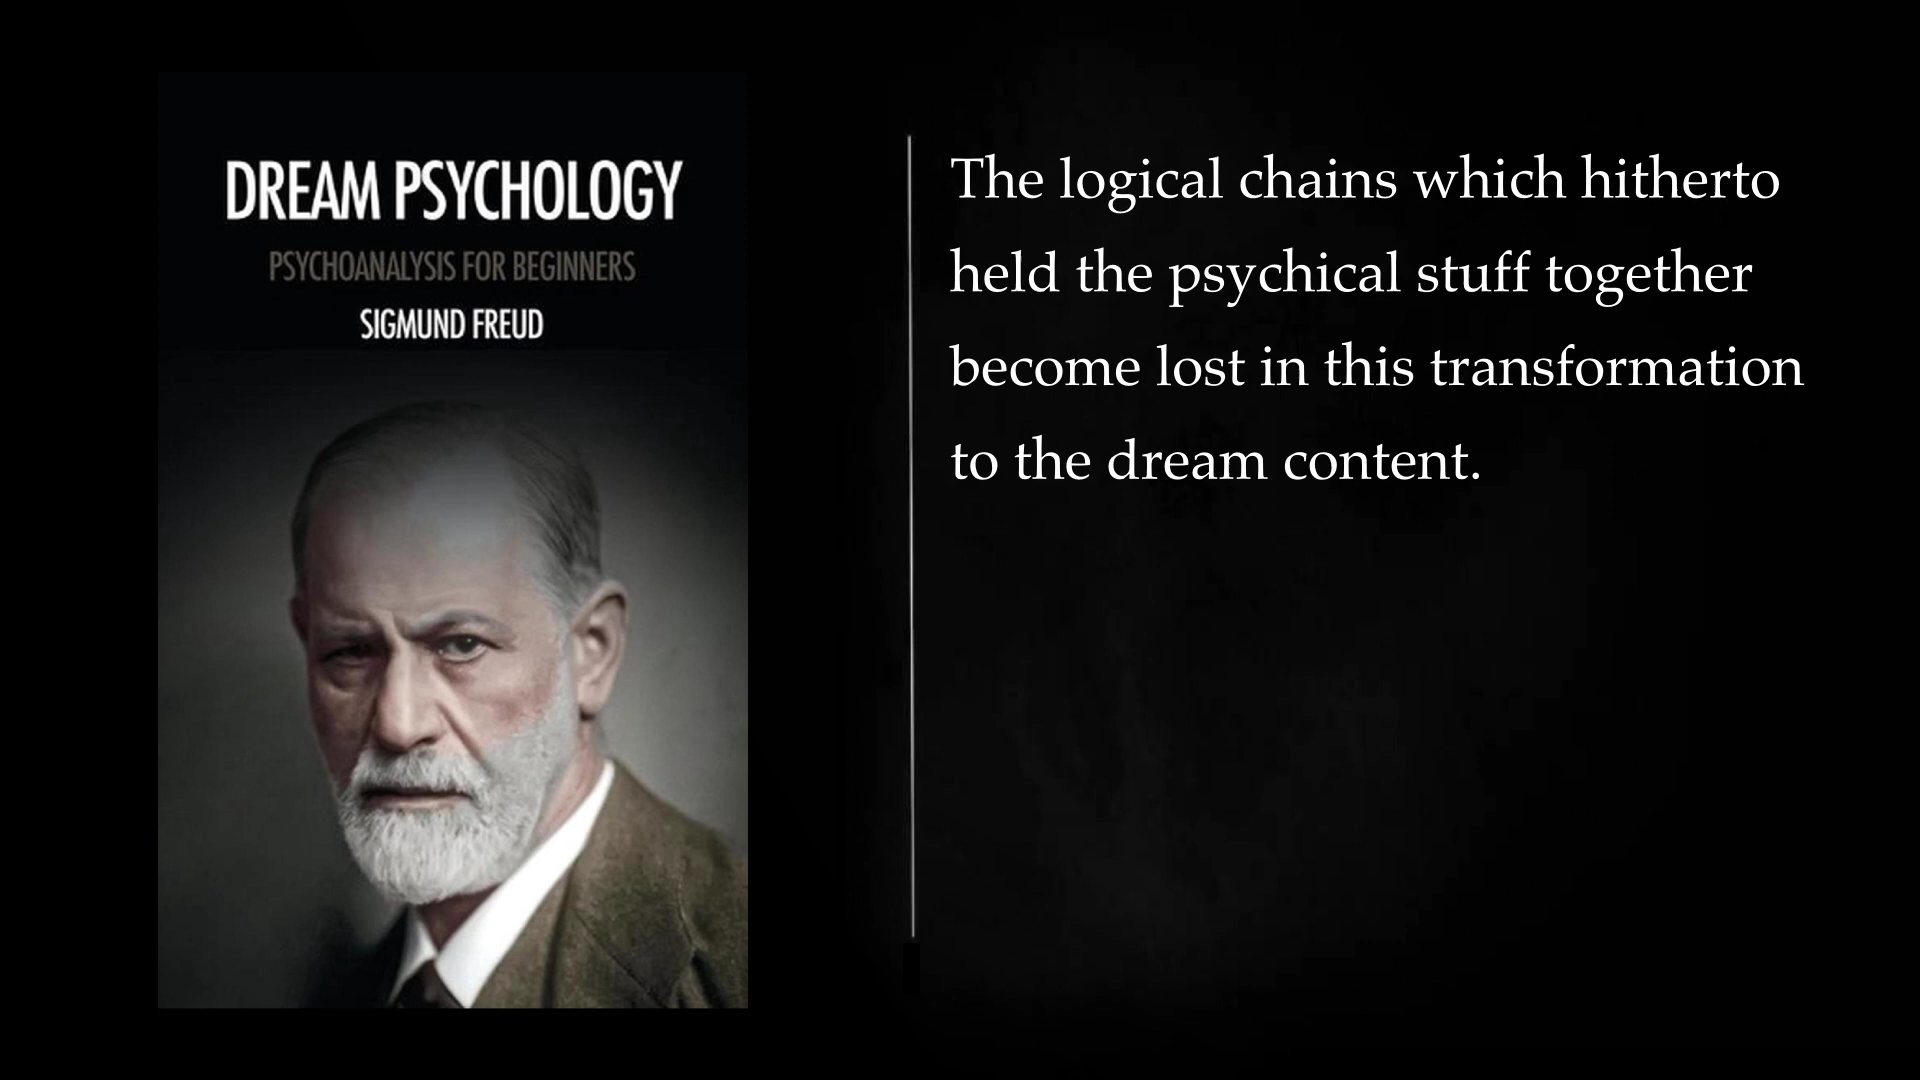 DREAM PSYCHOLOGY
PSYCHOANALYSIS FOR BEGINNERS
SIGMUND FREUD
The logical chains which hitherto
held the psychical stuff together
become lost in this transformation
to the dream content.